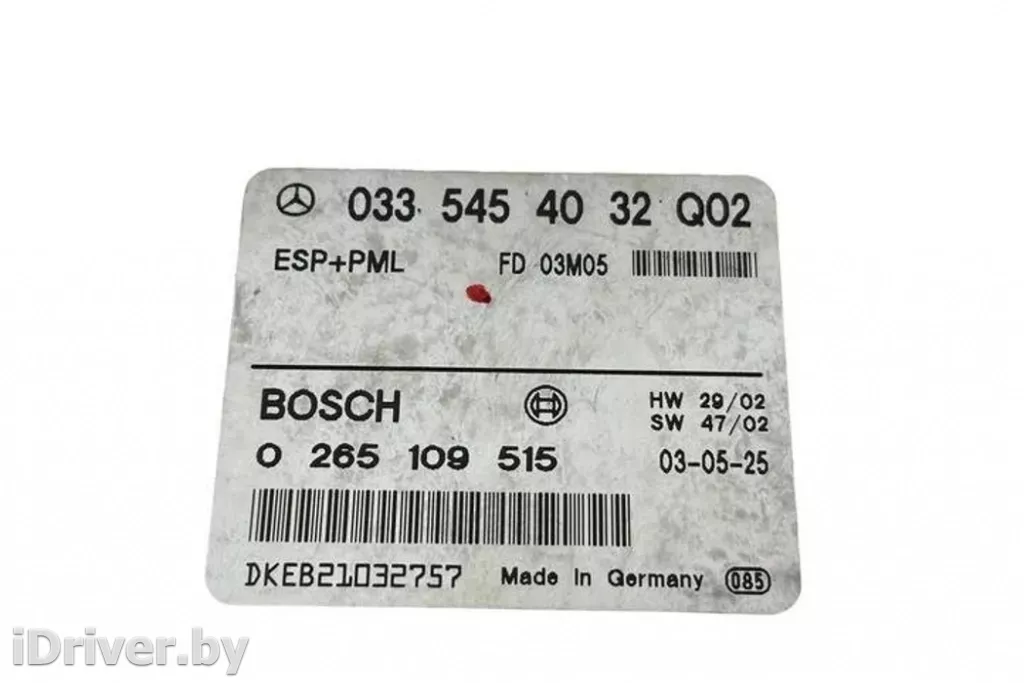 033 545 40 32 Q02
ESP+PML FD 03M05
BOSCH HW 29/02
SW 47/02
0 265 109 515 03-05-25
DKEB21032757 Made In Germany 085
iDriver.by